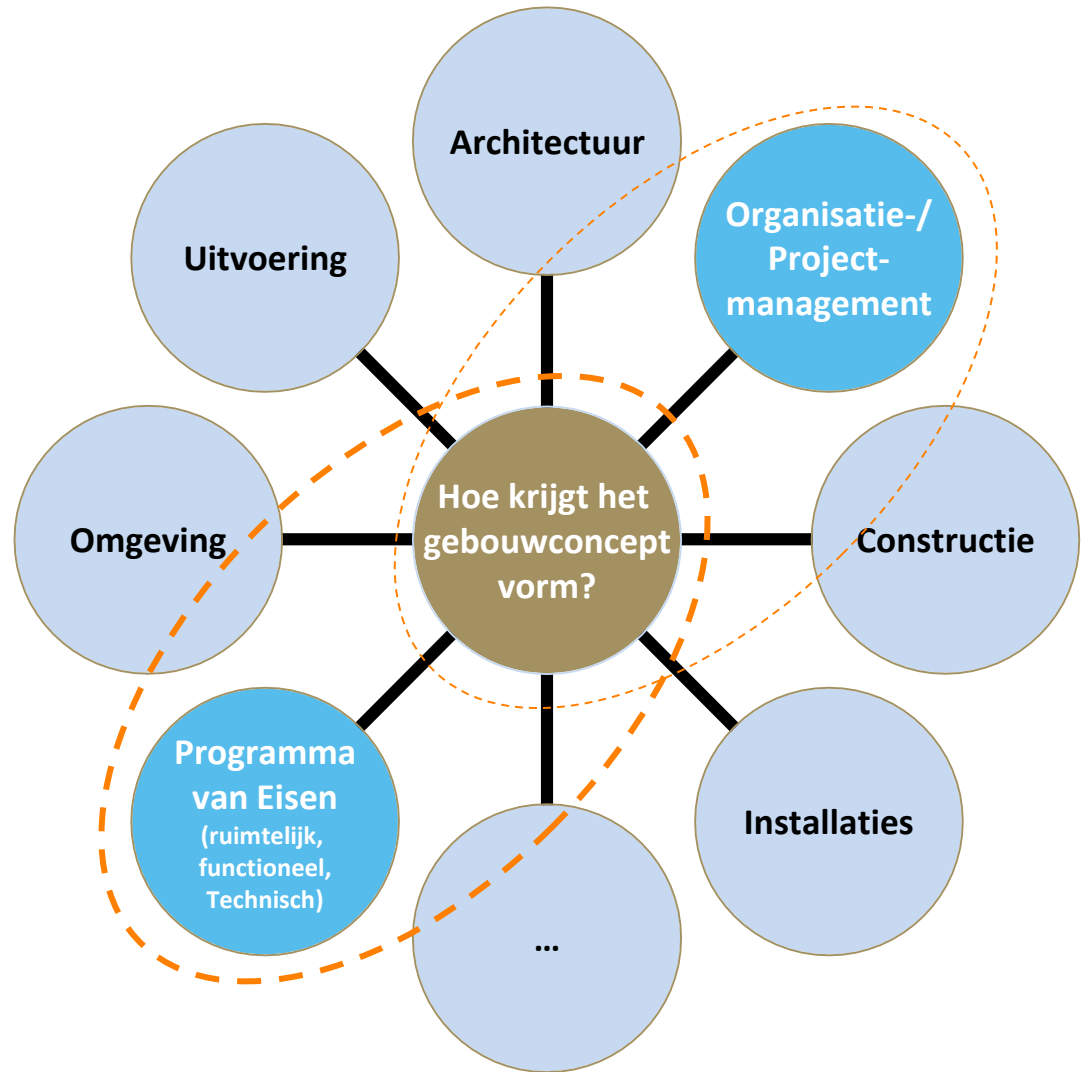 Architectuur
Organisatie-/
Project-
management
Uitvoering
Hoe krijgt het
gebouwconcept
vorm?
Omgeving
Constructie
Programma
van Eisen
(ruimtelijk,
functioneel,
Technisch)
Installaties
...